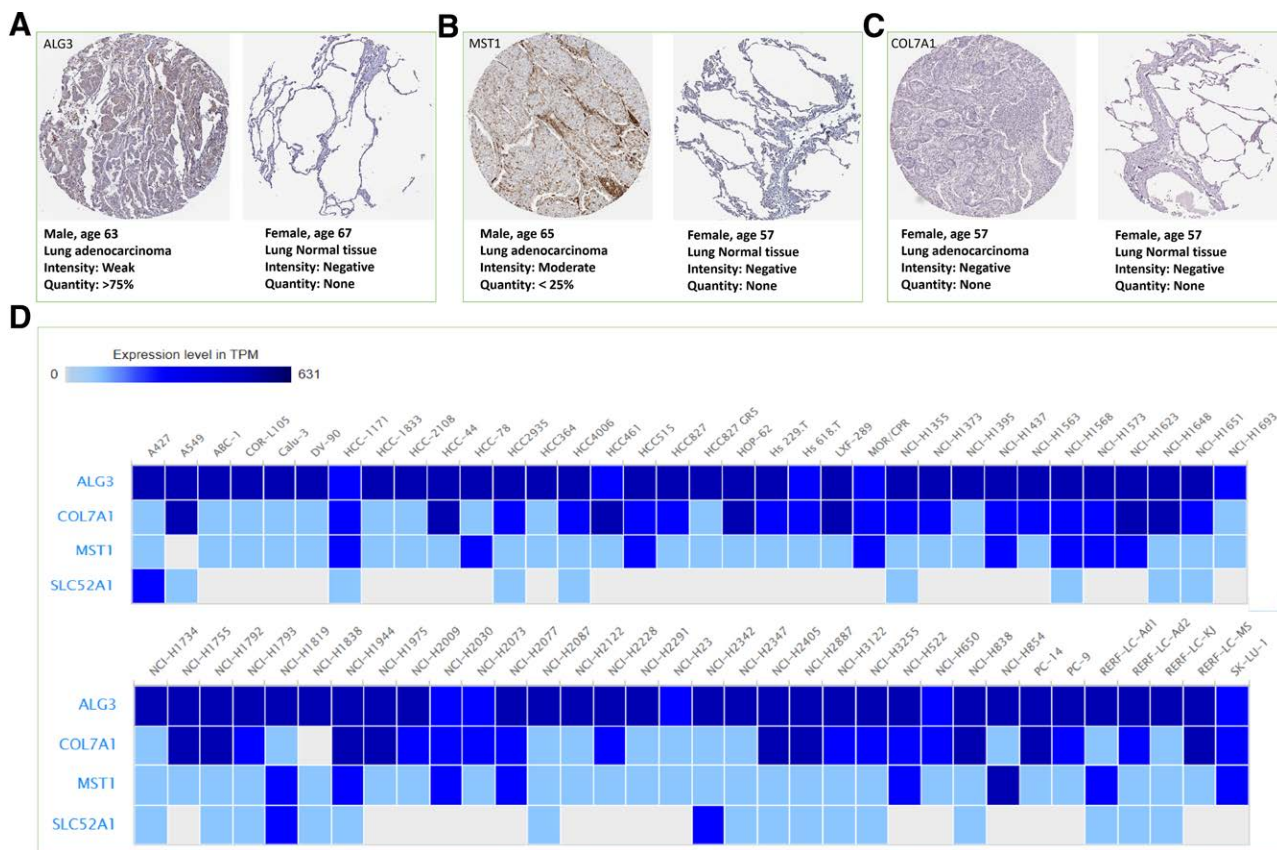 A
ALG3
Male, age 63
Lung adenocarcinoma
Intensity: Weak
Quantity: >75%
Female, age 67
Lung Normal tissue
Intensity: Negative
Quantity: None
B
MST1
Male, age 65
Lung adenocarcinoma
Intensity: Moderate
Quantity: < 25%
Female, age 57
Lung Normal tissue
Intensity: Negative
Quantity: None
C
COL7A1
Female, age 57
Lung adenocarcinoma
Intensity: Negative
Quantity: None
Female, age 57
Lung Normal tissue
Intensity: Negative
Quantity: None
D
Expression level in TPM
0 631
A427 A549 ABC-1 COR-L105 Calu-3 DV-90 HCC-1171 HCC-1833 HCC-2108 HCC-44 HCC-78 HCC2935 HCC364 HCC4006 HCC461 HCC515 HCC827 HCC827 GR5 HOP-62 Hs 229.T Hs 618.T LXF-289 MOR/CPR NCI-H1355 NCI-H1373 NCI-H1395 NCI-H1437 NCI-H1563 NCI-H1568 NCI-H1573 NCI-H1623 NCI-H1648 NCI-H1651 NCI-H1693
ALG3
COL7A1
MST1
SLC52A1
NCI-H1734 NCI-H1755 NCI-H1792 NCI-H1793 NCI-H1819 NCI-H1838 NCI-H1944 NCI-H1975 NCI-H2009 NCI-H2030 NCI-H2073 NCI-H2077 NCI-H2087 NCI-H2122 NCI-H2228 NCI-H2291 NCI-H23 NCI-H2342 NCI-H2347 NCI-H2405 NCI-H2887 NCI-H3122 NCI-H3255 NCI-H522 NCI-H650 NCI-H838 NCI-H854 PC-14 PC-9 RERF-LC-Ad1 RERF-LC-Ad2 RERF-LC-KJ RERF-LC-MS SK-LU-1
ALG3
COL7A1
MST1
SLC52A1